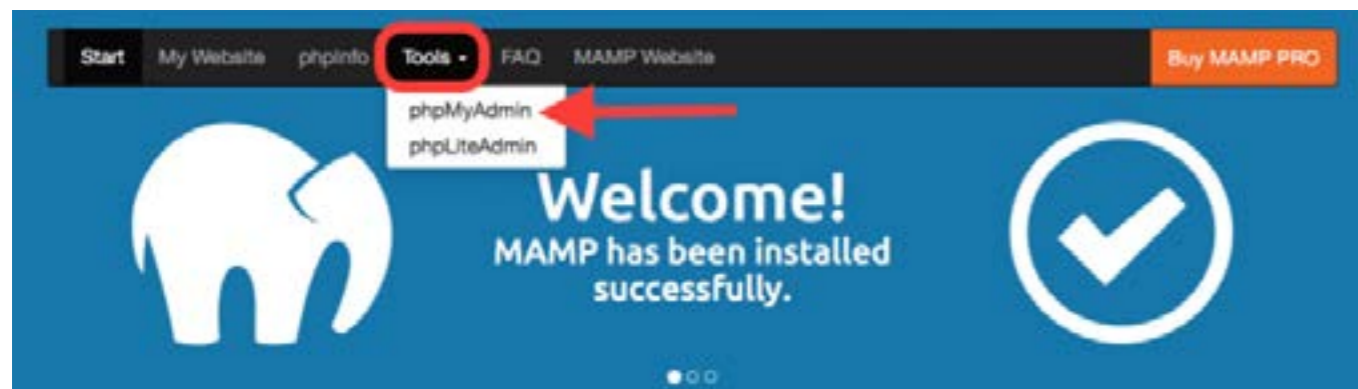 Start My Website phpInfo Tools FAQ MAMP Website Buy MAMP PRO
phpMyAdmin
phpLiteAdmin
Welcome!
MAMP has been installed
successfully.